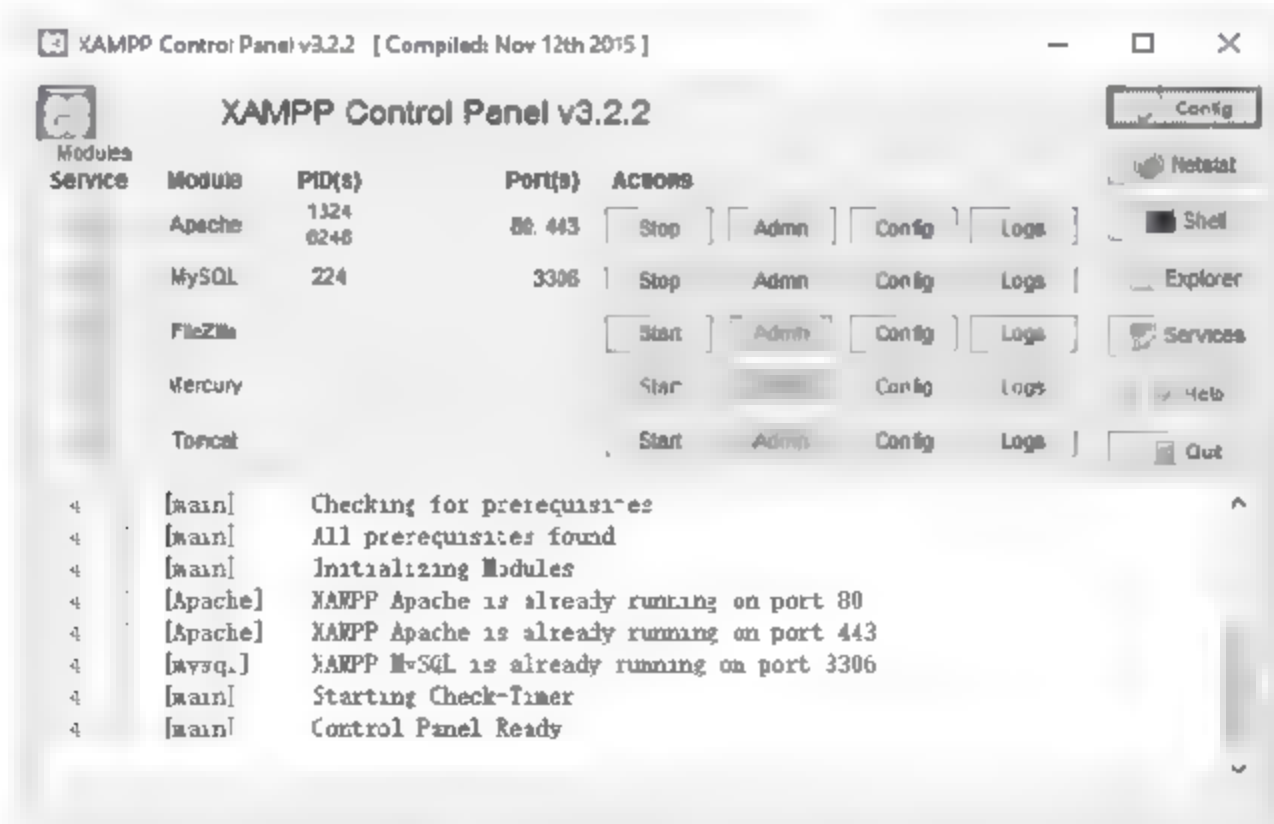 XAMPP Control Panel v3.2.2 [ Compiled: Nov 12th 2015 ]
XAMPP Control Panel v3.2.2
Config
Modules
Service Module PID(s) Port(s) Actions
Netstat
Apache 1324 80, 443 Stop Admin Config Logs
Shell
MySQL 224 3306 Stop Admin Config Logs
Explorer
FileZilla Start Admin Config Logs
Services
Mercury Start Config Logs
Help
Tomcat Start Admin Config Logs
Quit
[main] Checking for prerequisites
[main] All prerequisites found
[main] Initializing Modules
[Apache] XAMPP Apache is already running on port 80
[Apache] XAMPP Apache is already running on port 443
[mysql] XAMPP MySQL is already running on port 3306
[main] Starting Check-Timer
[main] Control Panel Ready